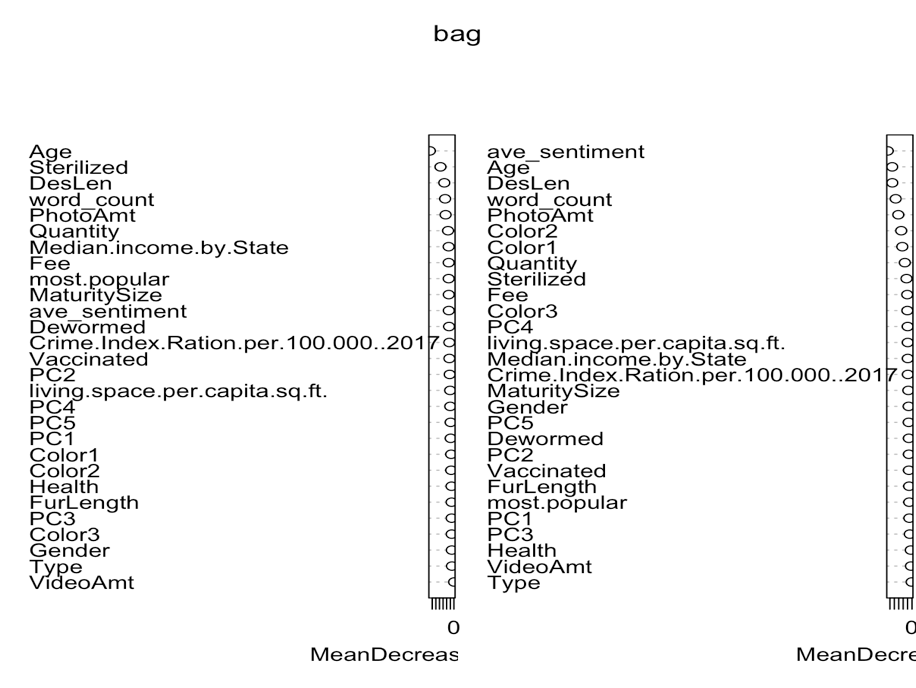 bag
Age
Sterilized
DesLen
word_count
PhotoAmt
Quantity
Median.income.by.State
Fee
most.popular
MaturitySize
ave_sentiment
Dewormed
Crime.Index.Ration.per.100.000..2017
Vaccinated
PC2
living.space.per.capita.sq.ft.
PC4
PC5
PC1
Color1
Color2
Health
FurLength
PC3
Color3
Gender
Type
VideoAmt
0
MeanDecreas
ave_sentiment
Age
DesLen
word_count
PhotoAmt
Color2
Color1
Quantity
Sterilized
Fee
Color3
PC4
living.space.per.capita.sq.ft.
Median.income.by.State
Crime.Index.Ration.per.100.000..2017
MaturitySize
Gender
PC5
Dewormed
PC2
Vaccinated
FurLength
most.popular
PC1
PC3
Health
VideoAmt
Type
0
MeanDecre